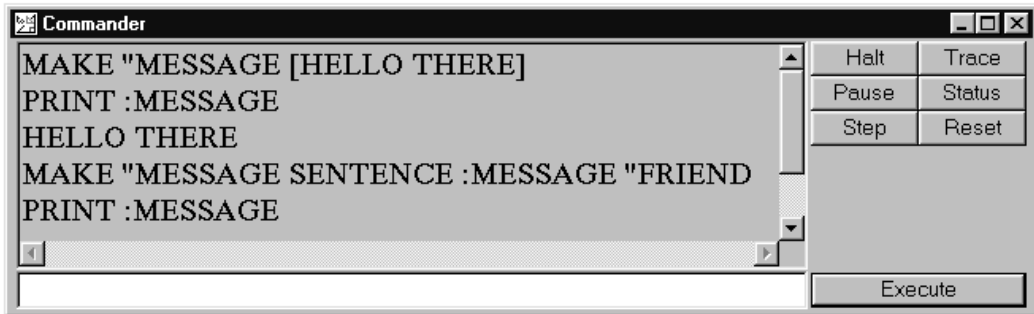 Commander
MAKE "MESSAGE [HELLO THERE]
PRINT :MESSAGE
HELLO THERE
MAKE "MESSAGE SENTENCE :MESSAGE "FRIEND
PRINT :MESSAGE
Halt Trace
Pause Status
Step Reset
Execute